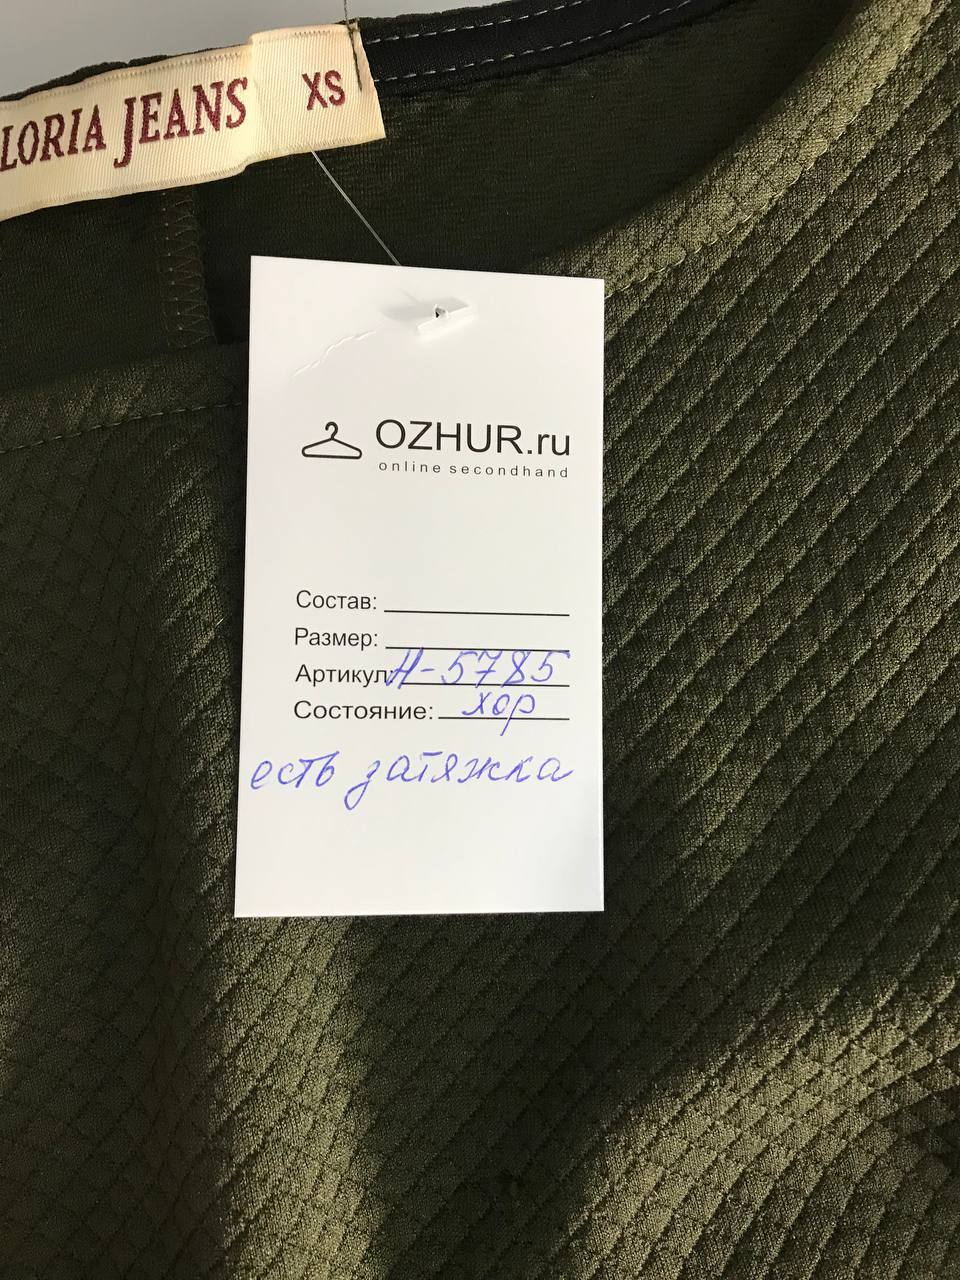 LORIA JEANS XS
OZHUR.ru
online secondhand
Состав:
Размер:
Артикул Н-5785
Состояние: хор
есть затяжка